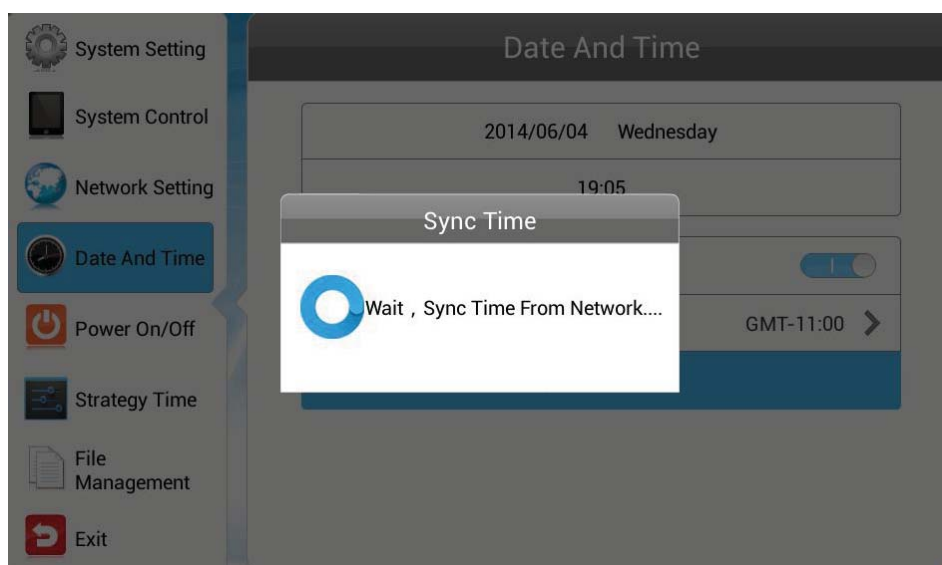 System Setting
System Control
Network Setting
Date And Time
Power On/Off
Strategy Time
File
Management
Exit
Date And Time
2014/06/04 Wednesday
19:05
GMT-11:00
Sync Time
Wait , Sync Time From Network....